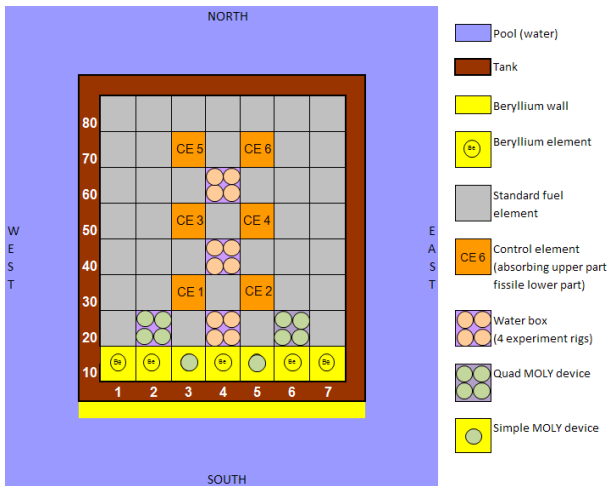 NORTH
WEST
EAST
80
70
60
50
40
30
20
10
CE 5
CE 6
CE 3
CE 4
CE 1
CE 2
Be
Be
Be
Be
Be
1
2
3
4
5
6
7
SOUTH
Pool (water)
Tank
Beryllium wall
Be
Beryllium element
Standard fuel
element
CE 6
Control element
(absorbing upper part
fissile lower part)
Water box
(4 experiment rigs)
Quad MOLY device
Simple MOLY device